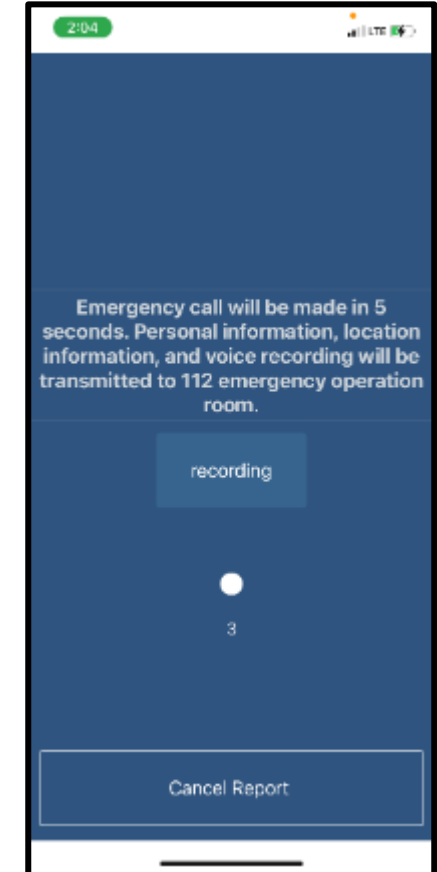 2:04
LTE
Emergency call will be made in 5
seconds. Personal information, location
information, and voice recording will be
transmitted to 112 emergency operation
room.
recording
3
Cancel Report